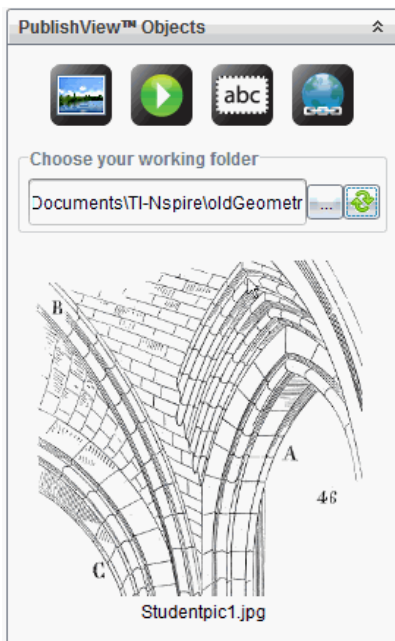 PublishView™ Objects
abc
Choose your working folder
Documents\TI-Nspire\oldGeometr
...
B
A
46
C
Studentpic1.jpg